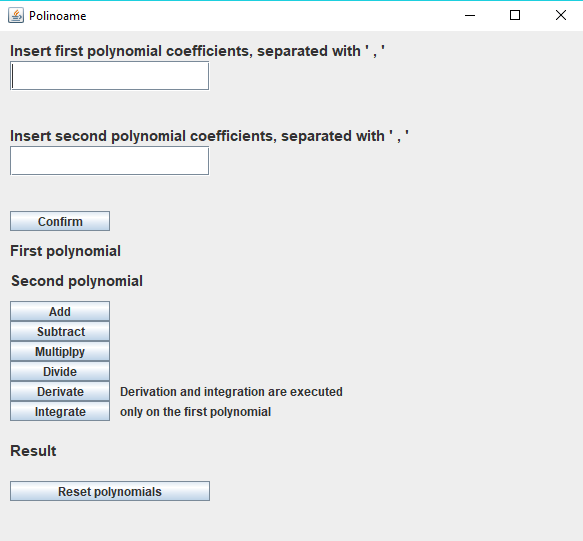 Polinoame
Insert first polynomial coefficients, separated with ' , '
Insert second polynomial coefficients, separated with ' , '
Confirm
First polynomial
Second polynomial
Add
Subtract
Multiplpy
Divide
Derivate Derivation and integration are executed
Integrate only on the first polynomial
Result
Reset polynomials